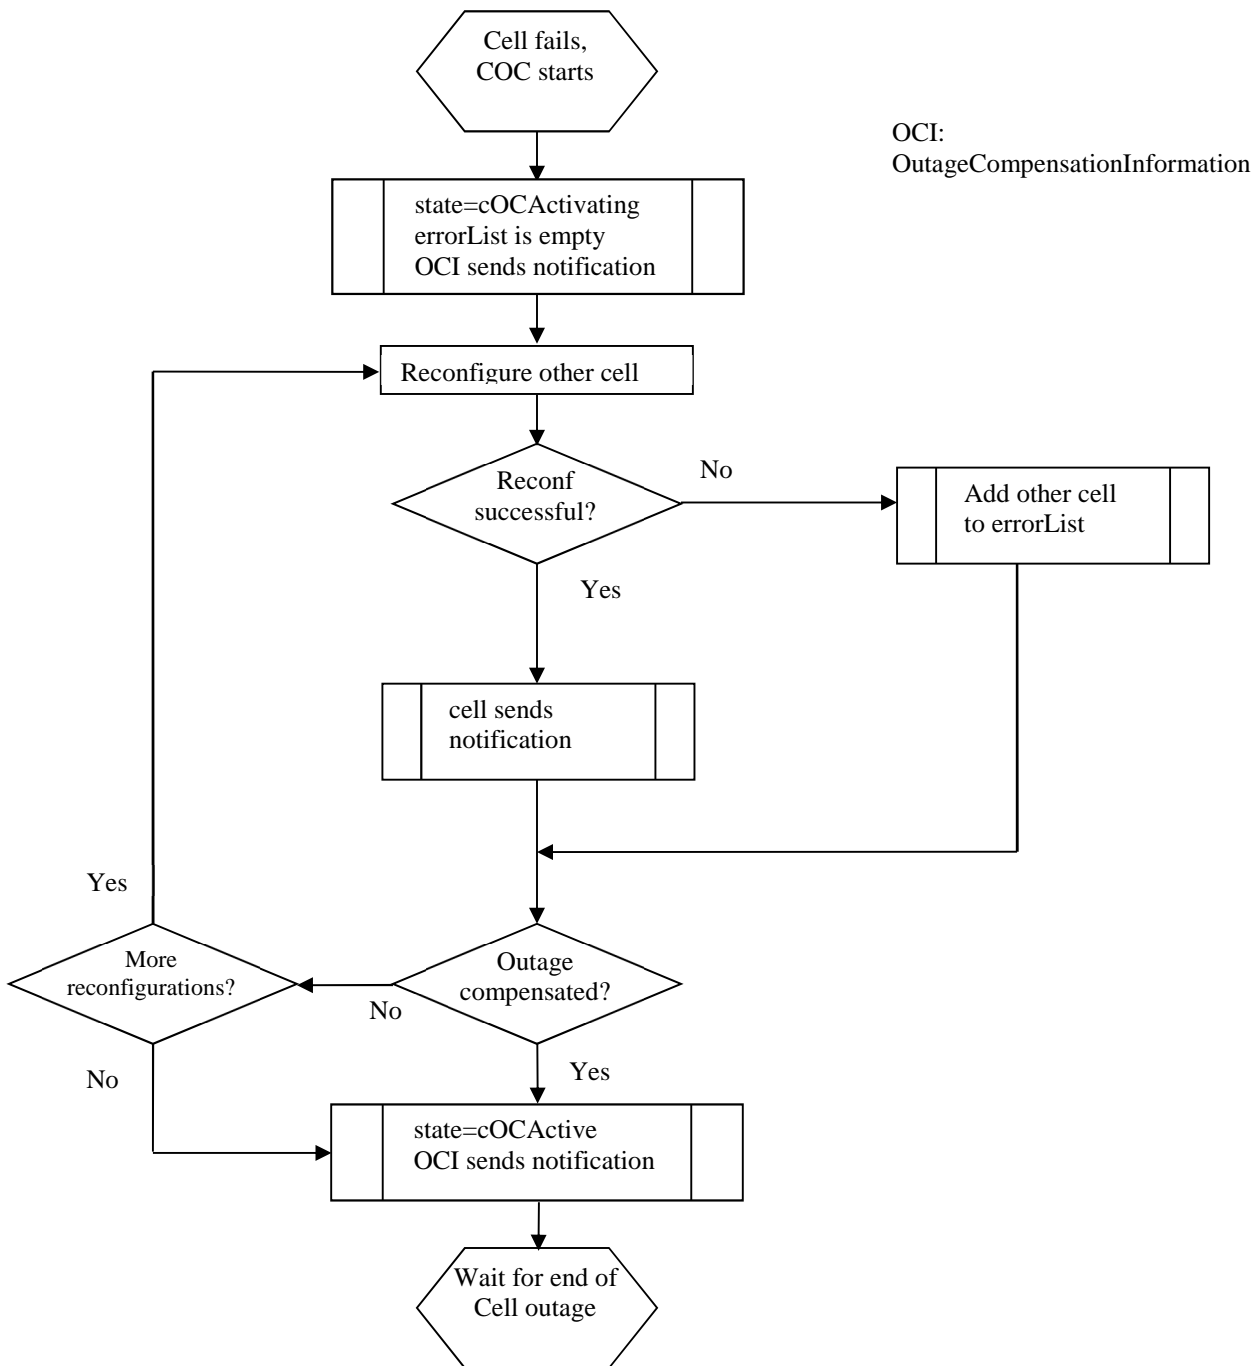 Cell fails,
COC starts
OCI:
OutageCompensationInformation
state=cOCActivating
errorList is empty
OCI sends notification
Reconfigure other cell
Reconf
successful?
No
Add other cell
to errorList
Yes
cell sends
notification
Yes
More
reconfigurations?
Outage
compensated?
No
No
Yes
state=cOCActive
OCI sends notification
Wait for end of
Cell outage